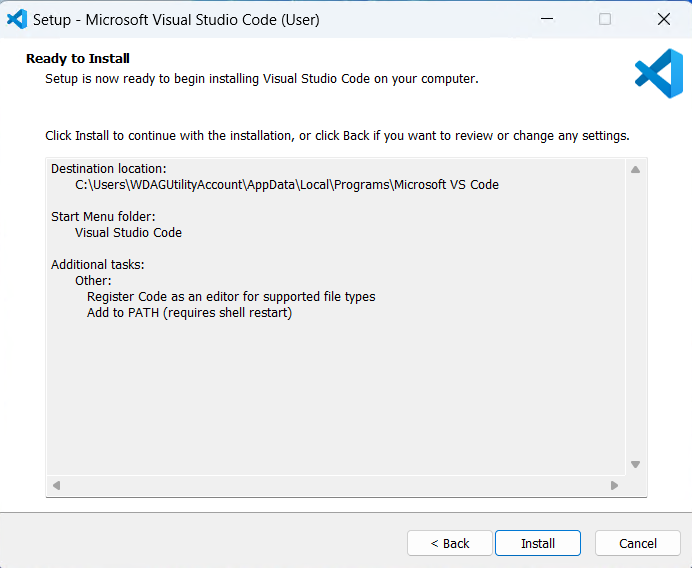 Setup - Microsoft Visual Studio Code (User)
Ready to Install
Setup is now ready to begin installing Visual Studio Code on your computer.
Click Install to continue with the installation, or click Back if you want to review or change any settings.
Destination location:
C:\Users\WDAGUtilityAccount\AppData\Local\Programs\Microsoft VS Code
Start Menu folder:
Visual Studio Code
Additional tasks:
Other:
Register Code as an editor for supported file types
Add to PATH (requires shell restart)
< Back Install Cancel